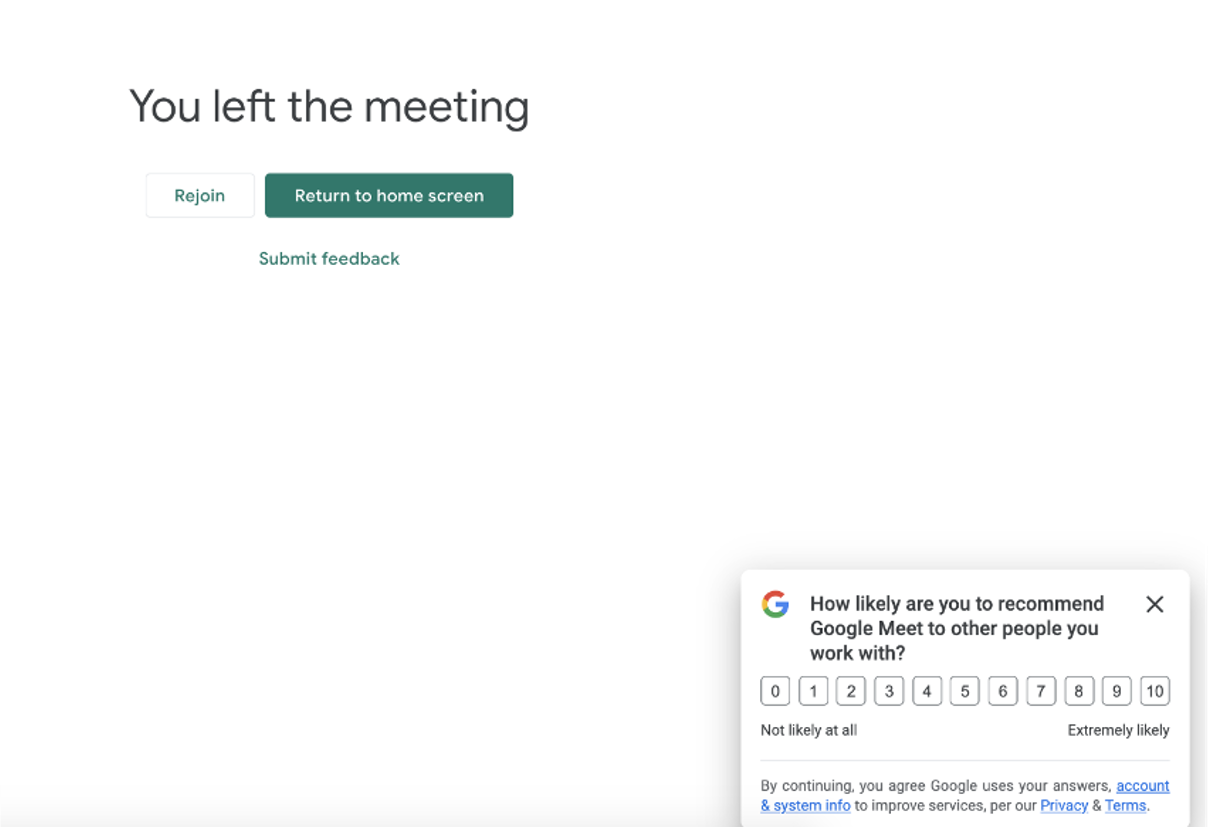 You left the meeting
Rejoin
Return to home screen
Submit feedback
How likely are you to recommend
Google Meet to other people you
work with?
0 1 2 3 4 5 6 7 8 9 10
Not likely at all
Extremely likely
By continuing, you agree Google uses your answers, account
& system info to improve services, per our Privacy & Terms.